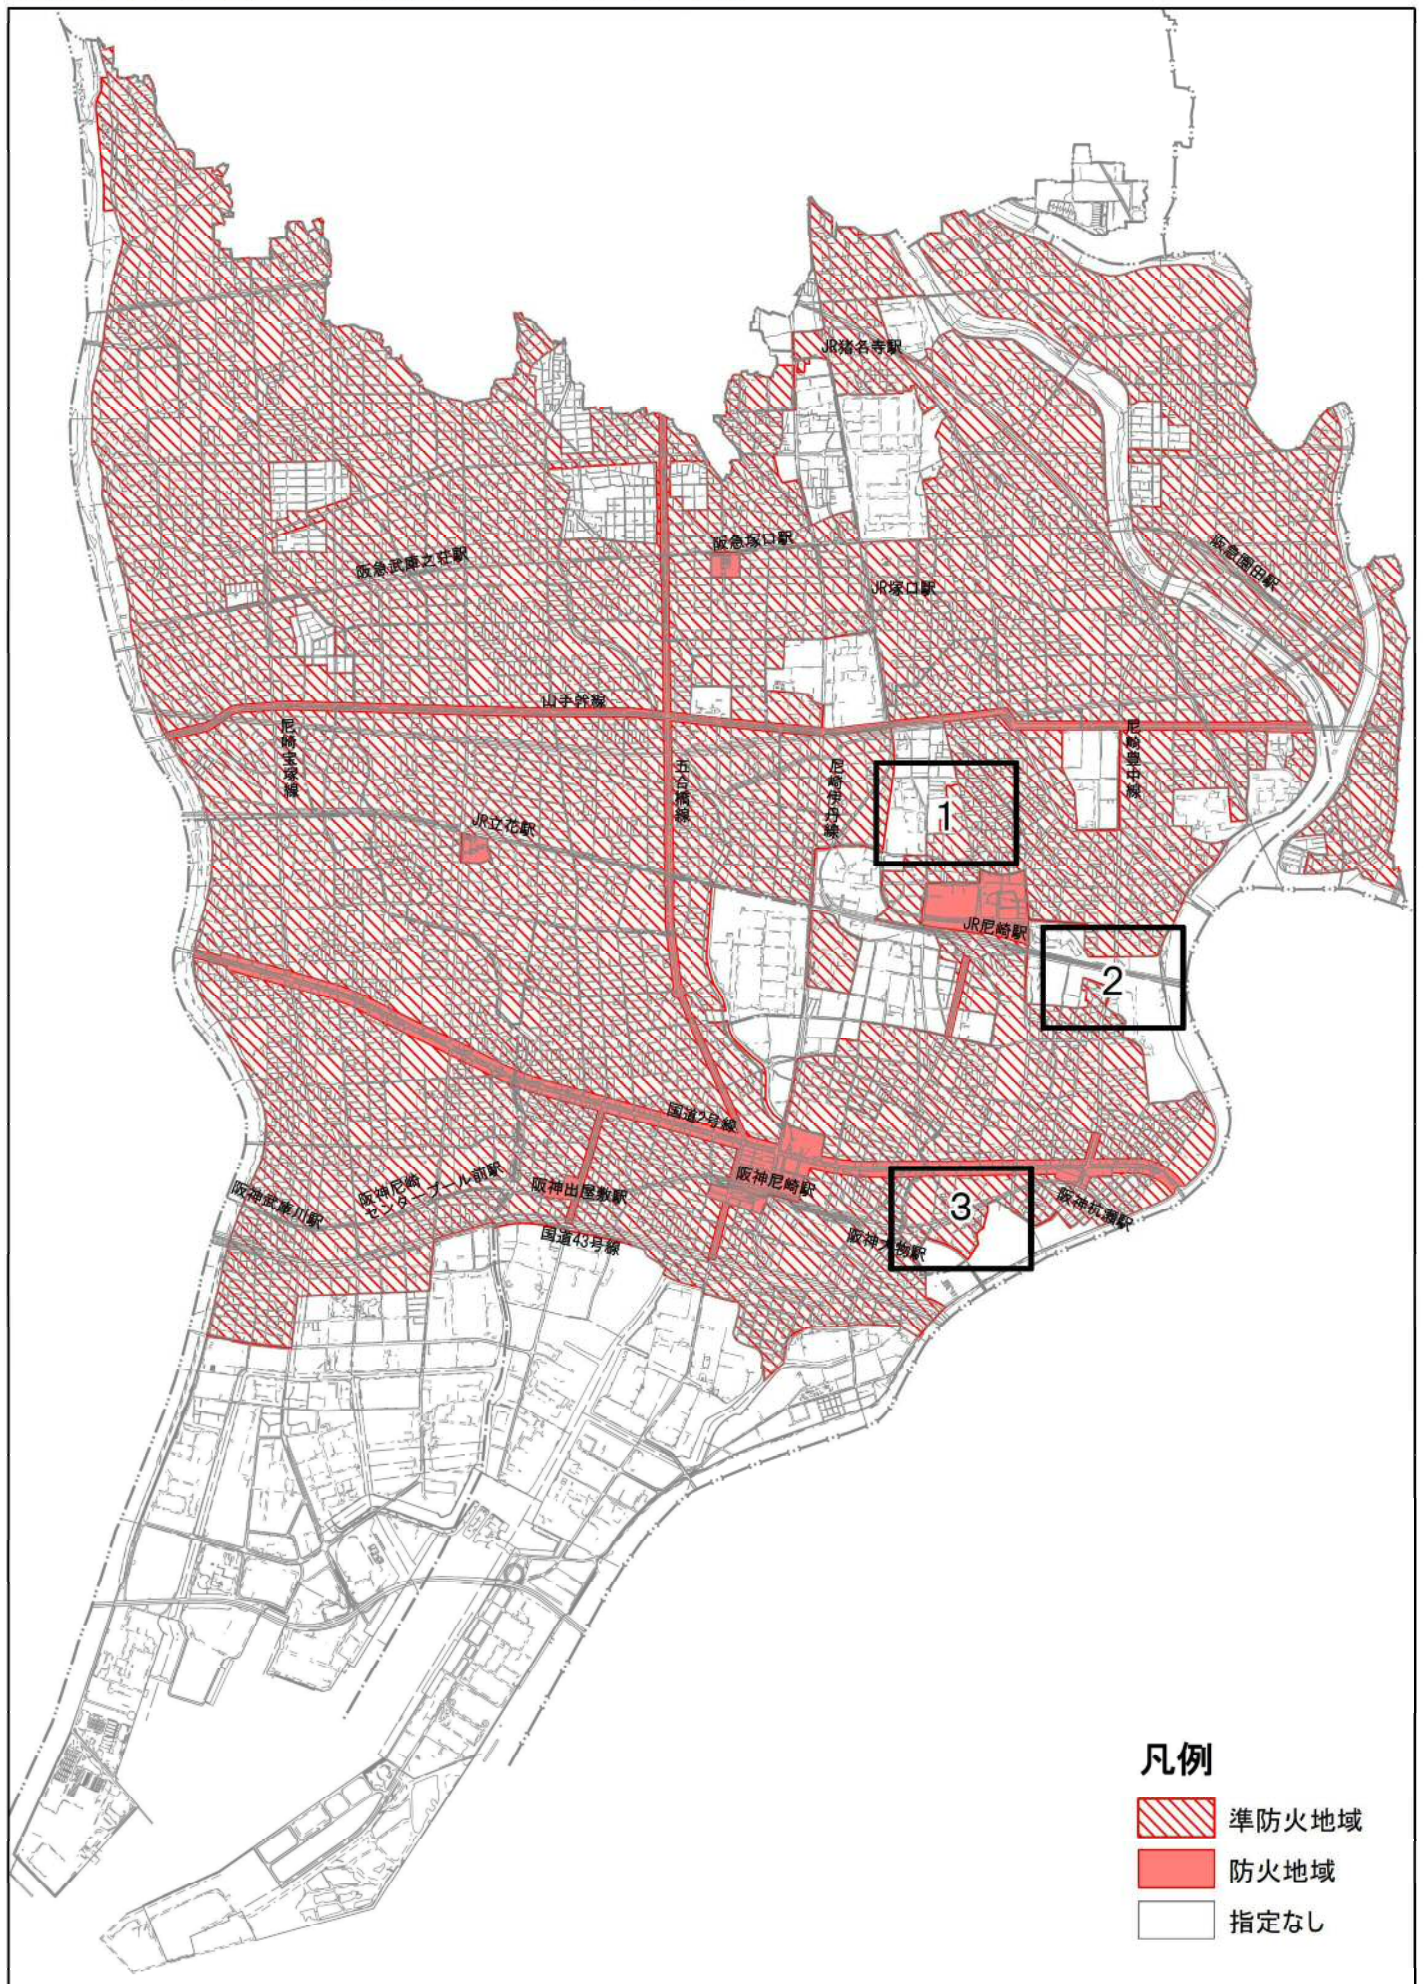 JR猪名寺駅
阪急塚口駅
阪急園田駅
阪急武庫之荘駅
JR塚口駅
山手幹線
尼崎宝塚線
五合橋線
尼崎伊丹線
尼崎豊中線
1
JR立花駅
JR尼崎駅
2
国道2号線
阪神尼崎駅
阪神出屋敷駅
阪神尼崎
センタープール前駅
阪神武庫川駅
国道43号線
3
阪神大物駅
阪神杭瀬駅
凡例
準防火地域
防火地域
指定なし